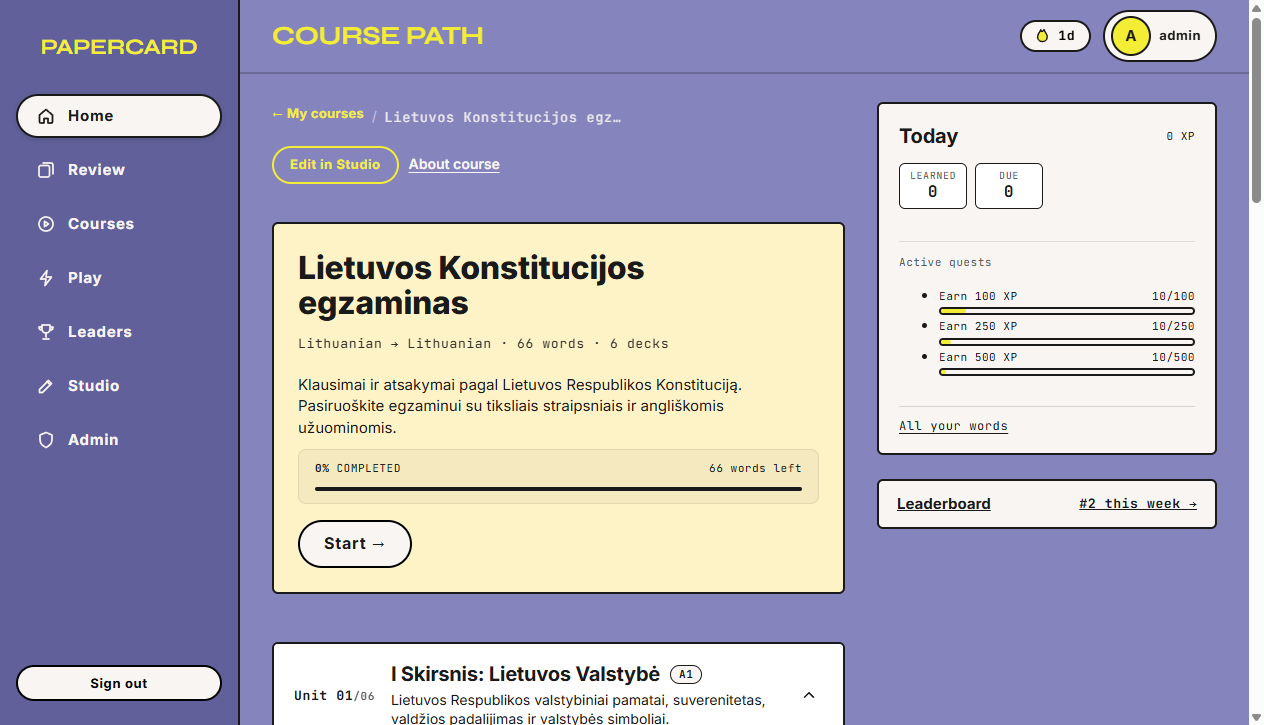 PAPERCARD
Home
Review
Courses
Play
Leaders
Studio
Admin
Sign out
COURSE PATH
1d
A
admin
← My courses / Lietuvos Konstitucijos egz…
Edit in Studio
About course
Lietuvos Konstitucijos
egzaminas
Lithuanian → Lithuanian · 66 words · 6 decks
Klausimai ir atsakymai pagal Lietuvos Respublikos Konstituciją.
Pasiruoškite egzaminui su tiksliais straipsniais ir angliškomis
užuominomis.
0% COMPLETED
66 words left
Start →
Unit 01/06
I Skirsnis: Lietuvos Valstybė
A1
Lietuvos Respublikos valstybiniai pamatai, suverenitetas,
valdžios padalijimas ir valstybės simboliai.
Today
0 XP
LEARNED
0
DUE
0
Active quests
Earn 100 XP
10/100
Earn 250 XP
10/250
Earn 500 XP
10/500
All your words
Leaderboard
#2 this week →